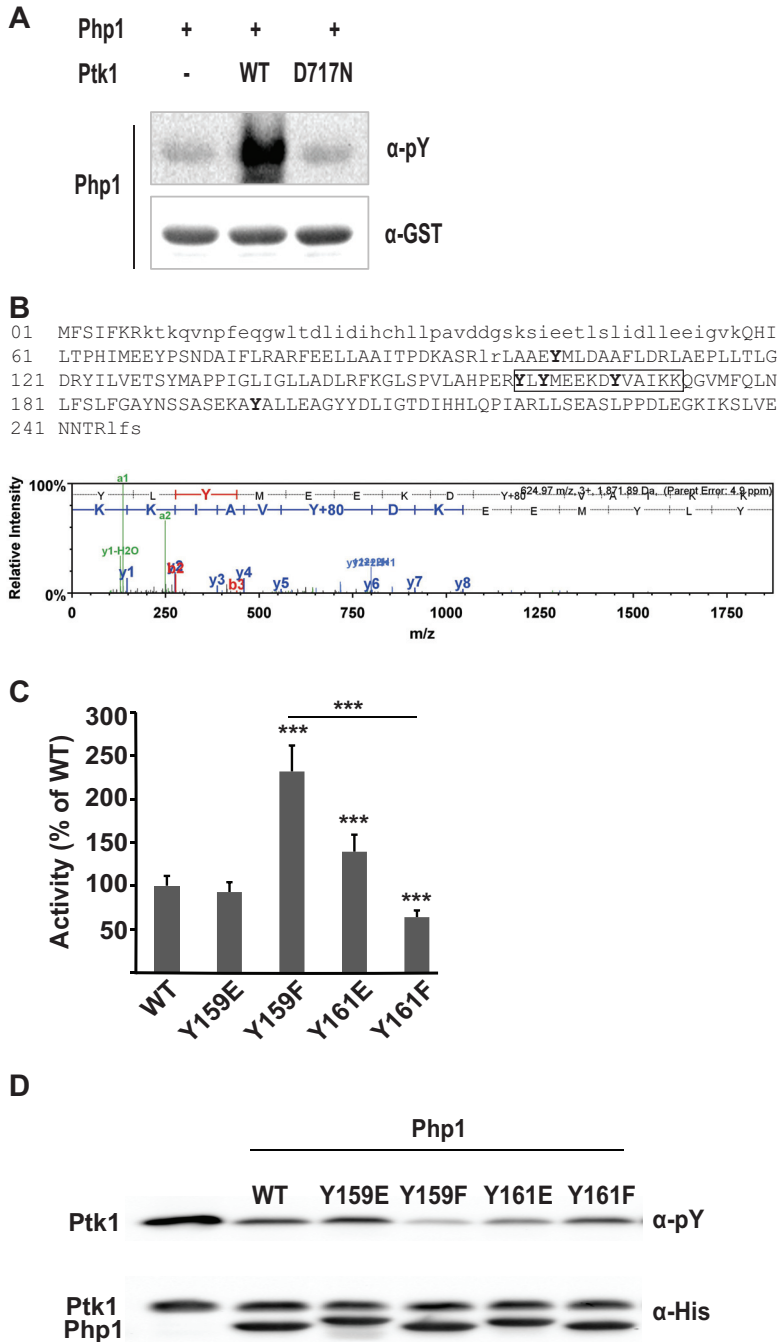 A
Php1 + + +
Ptk1 - WT D717N
Php1
α-pY
α-GST
B
01 MFSIFKRktkqvnpfeqgwltdlidihchllpavddgsksieetlslidlleeigvkQHI
61 LTPHIMEEYPSNDAIFLRARFEELLAAITPDKASRlrLAAEYMLDAAFLDRLAEPLLTLG
121 DRYILVETSYMAPPIGLIGLLADLRFKGLSPVLAHPERYLYMEEKDYVAIKKQGVMFQLN
181 LFSLFGAYNSSASEKAYALLEAGYYDLIGTDIHHLQPIARLLSEASLPPDLEGKIKSLVE
241 NNTRlfs
100%
Relative Intensity
0%
Y L Y M E E K D Y+80 V A I K K
624.97 m/z, 3+, 1,871.89 Da, (Parent Error: 4.9 ppm)
K K I A V Y+80 D K E E M Y L Y
a1
a2
y1-H2O
y1 y2 b2 y3 b3 y4 y5 y6 y7 y8
0 250 500 750 1000 1250 1500 1750
m/z
C
Activity (% of WT)
300
250
200
150
100
50
***
***
***
***
WT Y159E Y159F Y161E Y161F
D
Php1
WT Y159E Y159F Y161E Y161F
Ptk1
α-pY
Ptk1
Php1
α-His